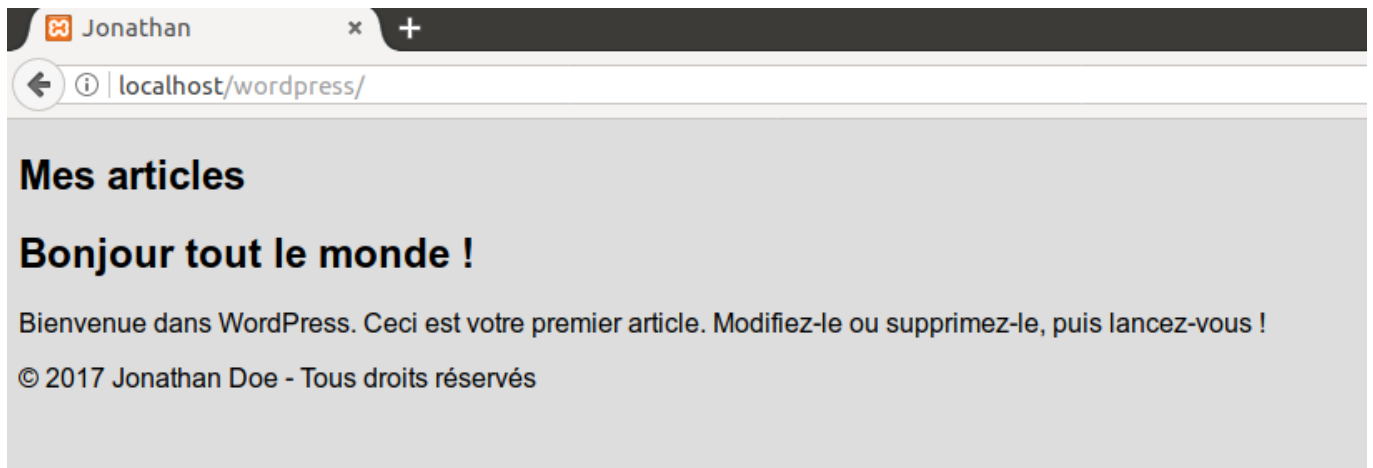 Jonathan
localhost/wordpress/
Mes articles
Bonjour tout le monde !
Bienvenue dans WordPress. Ceci est votre premier article. Modifiez-le ou supprimez-le, puis lancez-vous !
© 2017 Jonathan Doe - Tous droits réservés